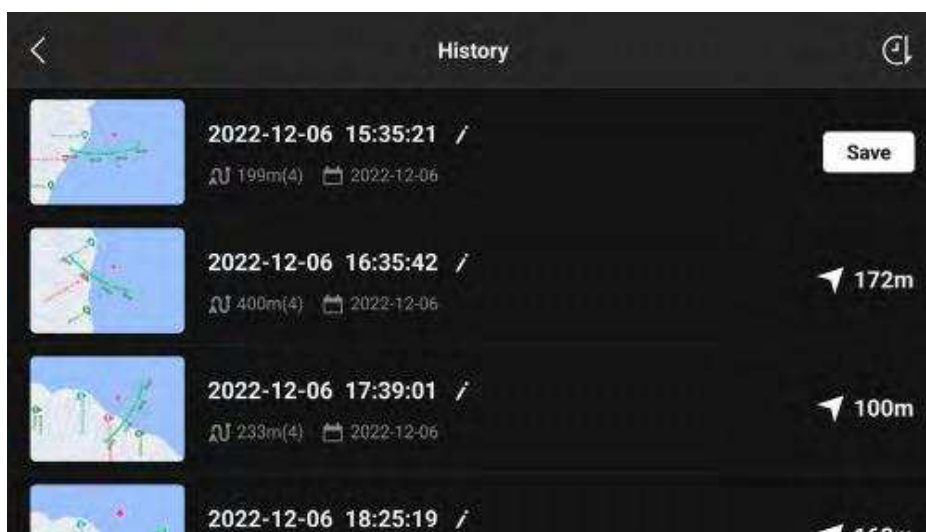 History
2022-12-06 15:35:21
199m(4) 2022-12-06
Save
2022-12-06 16:35:42
400m(4) 2022-12-06
172m
2022-12-06 17:39:01
233m(4) 2022-12-06
100m
2022-12-06 18:25:19